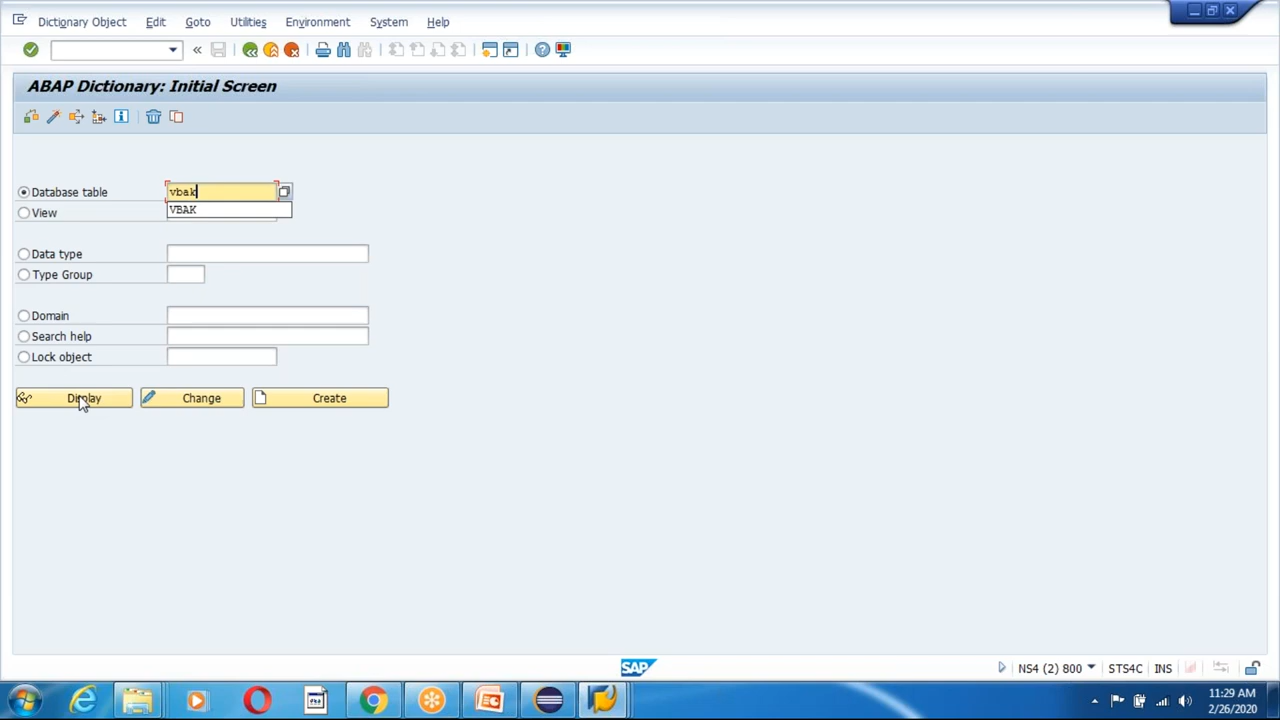 Dictionary Object Edit Goto Utilities Environment System Help
ABAP Dictionary: Initial Screen
Database table vbak
VBAK
View
Data type
Type Group
Domain
Search help
Lock object
Display Change Create
SAP NS4 (2) 800 STS4C INS
11:29 AM
2/26/2020